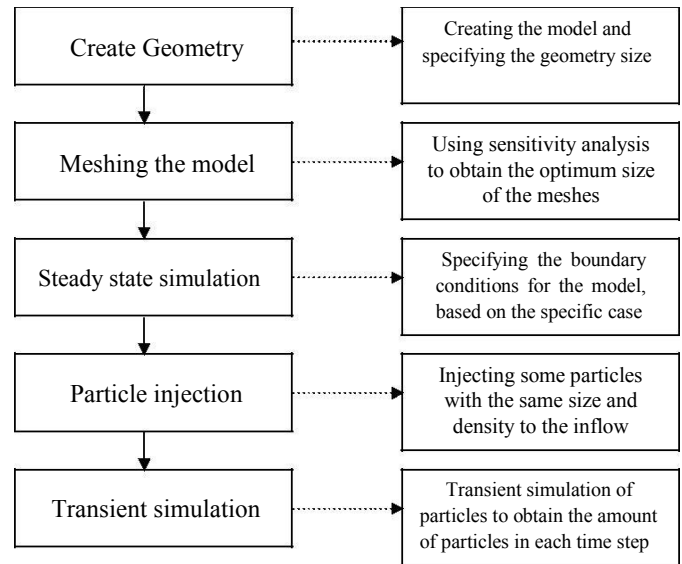 Create Geometry
Creating the model and
specifying the geometry size
Meshing the model
Using sensitivity analysis
to obtain the optimum size
of the meshes
Steady state simulation
Specifying the boundary
conditions for the model,
based on the specific case
Particle injection
Injecting some particles
with the same size and
density to the inflow
Transient simulation
Transient simulation of
particles to obtain the amount
of particles in each time step